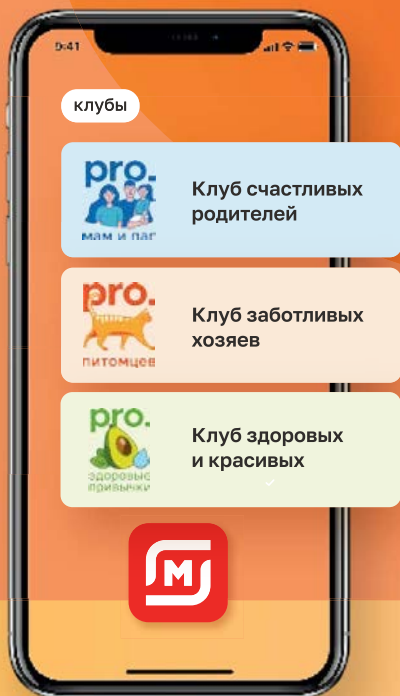 9:41
клубы
pro.
мам и пап
Клуб счастливых
родителей
pro.
питомцев
Клуб заботливых
хозяев
pro.
здоровые
привычки
Клуб здоровых
и красивых
М